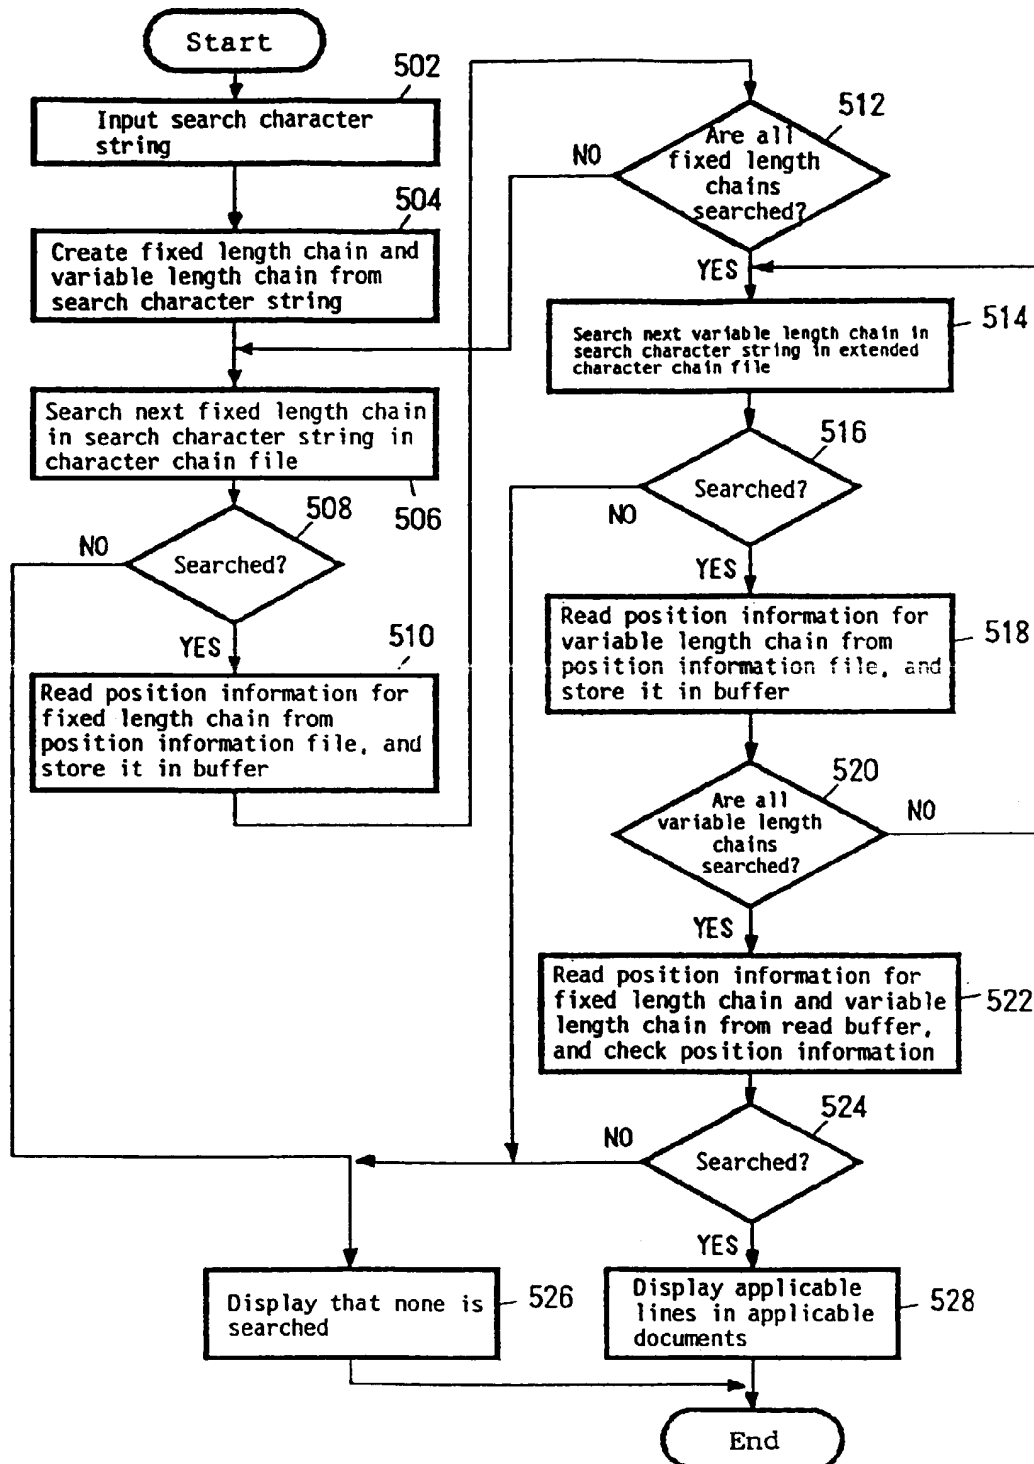 Start
502
Input search character
string
504
Create fixed length chain and
variable length chain from
search character string
Search next fixed length chain
in search character string in
character chain file
506
508
NO
Searched?
YES
510
Read position information for
fixed length chain from
position information file, and
store it in buffer
512
Are all
fixed length
chains
searched?
NO
YES
514
Search next variable length chain in
search character string in extended
character chain file
516
Searched?
NO
YES
518
Read position information for
variable length chain from
position information file, and
store it in buffer
520
Are all
variable length
chains
searched?
NO
YES
522
Read position information for
fixed length chain and variable
length chain from read buffer,
and check position information
524
NO
Searched?
YES
Display that none is
searched
526
Display applicable
lines in applicable
documents
528
End